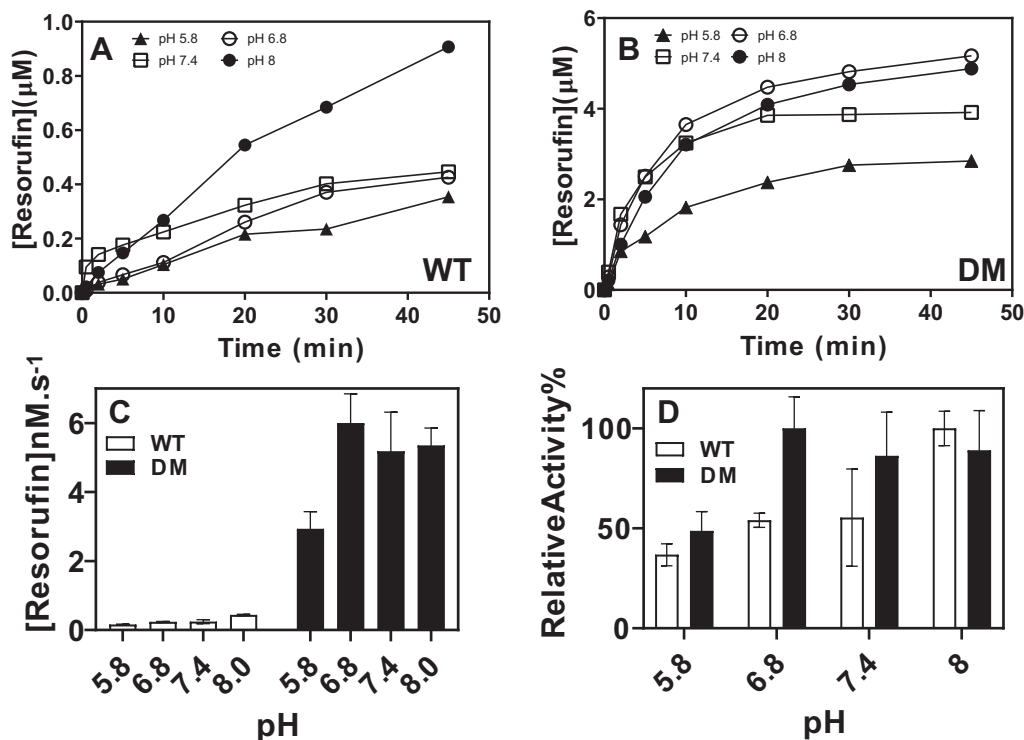 A
pH 5.8
pH 6.8
pH 7.4
pH 8
[Resorufin](μM)
1.0
0.8
0.6
0.4
0.2
0.0
WT
0 10 20 30 40 50
Time (min)
B
pH 5.8
pH 6.8
pH 7.4
pH 8
[Resorufin](μM)
6
4
2
0
DM
0 10 20 30 40 50
Time (min)
C
WT
DM
[Resorufin]nM.s-1
6
4
2
0
5.8 6.8 7.4 8.0 5.8 6.8 7.4 8.0
pH
D
WT
DM
RelativeActivity%
100
50
0
5.8 6.8 7.4 8
pH